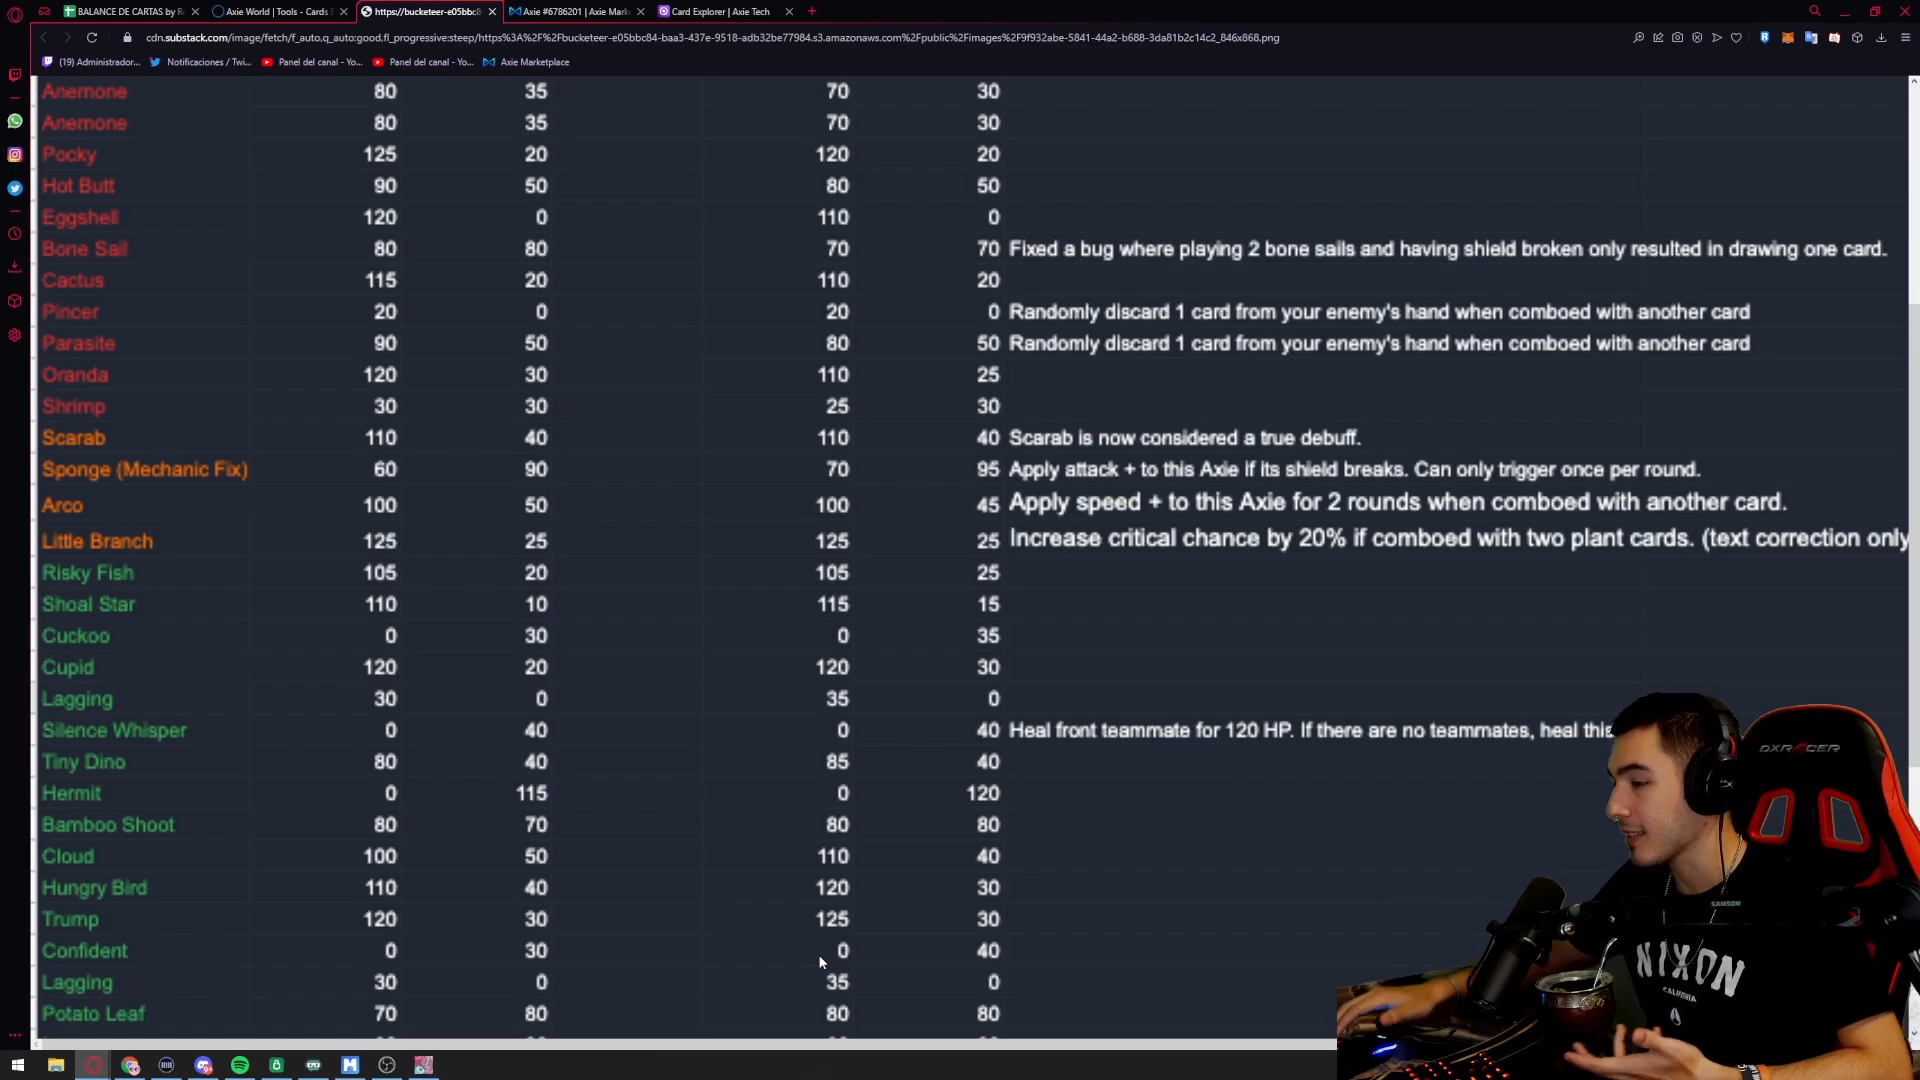 BALANCE DE CARTAS by R
Axie World | Tools - Cards E
https://bucketeer-e05bbc8
Axie #6786201 | Axie Mark
Card Explorer | Axie Tech
cdn.substack.com/image/fetch/f_auto,q_auto:good,fl_progressive:steep/https%3A%2F%2Fbucketeer-e05bbc84-baa3-437e-9518-adb32be77984.s3.amazonaws.com%2Fpublic%2Fimages%2F9f932abe-5841-44a2-b688-3da81b2c14c2_846x868.png
(19) Administrador...
Notificaciones / Twi...
Panel del canal - Yo...
Panel del canal - Yo...
Axie Marketplace
Anemone 80 35 70 30
Anemone 80 35 70 30
Pocky 125 20 120 20
Hot Butt 90 50 80 50
Eggshell 120 0 110 0
Bone Sail 80 80 70 70 Fixed a bug where playing 2 bone sails and having shield broken only resulted in drawing one card.
Cactus 115 20 110 20
Pincer 20 0 20 0 Randomly discard 1 card from your enemy's hand when comboed with another card
Parasite 90 50 80 50 Randomly discard 1 card from your enemy's hand when comboed with another card
Oranda 120 30 110 25
Shrimp 30 30 25 30
Scarab 110 40 110 40 Scarab is now considered a true debuff.
Sponge (Mechanic Fix) 60 90 70 95 Apply attack + to this Axie if its shield breaks. Can only trigger once per round.
Arco 100 50 100 45 Apply speed + to this Axie for 2 rounds when comboed with another card.
Little Branch 125 25 125 25 Increase critical chance by 20% if comboed with two plant cards. (text correction only
Risky Fish 105 20 105 25
Shoal Star 110 10 115 15
Cuckoo 0 30 0 35
Cupid 120 20 120 30
Lagging 30 0 35 0
Silence Whisper 0 40 0 40 Heal front teammate for 120 HP. If there are no teammates, heal this
Tiny Dino 80 40 85 40
Hermit 0 115 0 120
Bamboo Shoot 80 70 80 80
Cloud 100 50 110 40
Hungry Bird 110 40 120 30
Trump 120 30 125 30
Confident 0 30 0 40
Lagging 30 0 35 0
Potato Leaf 70 80 80 80
DXRACER
SAMSON
NIXON
CALIFORNIA